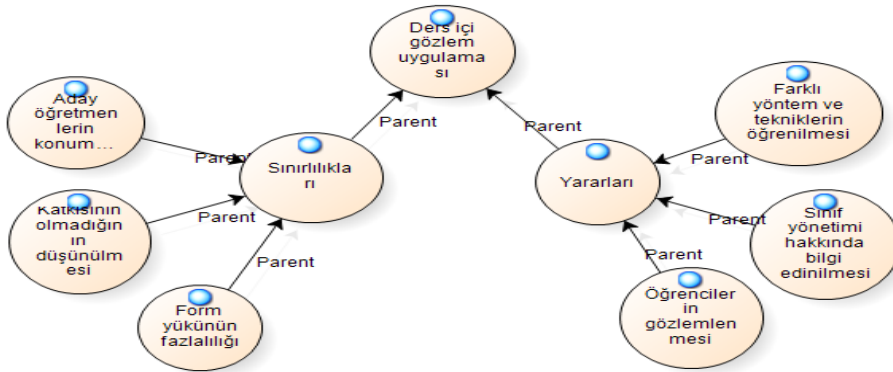 Ders içi
gözlem
uygulama
sı
Aday
öğretmen
lerin
konum…
Farklı
yöntem ve
tekniklerin
öğrenilmesi
Parent
Parent
Parent
Parent
Sınırlılıkla
rı
Yararları
Katkısının
olmadığın
ın
düşünülm
esi
Parent
Parent
Sınıf
yönetimi
hakkında
bilgi
edinilmesi
Parent
Parent
Form
yükünün
fazlalılığı
Öğrenciler
in
gözlemlen
mesi